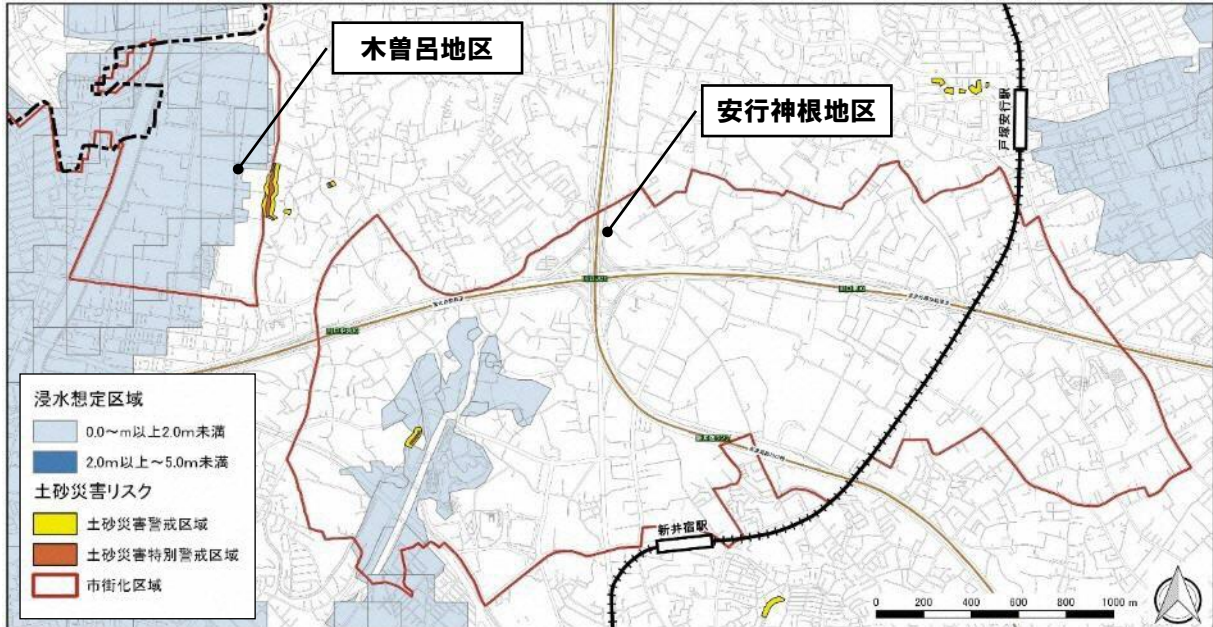 木曽呂地区
安行神根地区
戸塚安行駅
新井宿駅
浸水想定区域
0.0～m以上2.0m未満
2.0m以上～5.0m未満
土砂災害リスク
土砂災害警戒区域
土砂災害特別警戒区域
市街化区域
0 200 400 600 800 1000 m